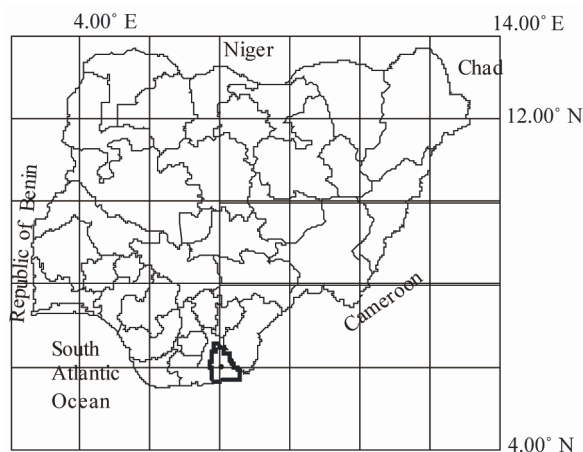 4.00° E
14.00° E
Niger
Chad
12.00° N
Republic of Benin
Cameroon
South
Atlantic
Ocean
4.00° N